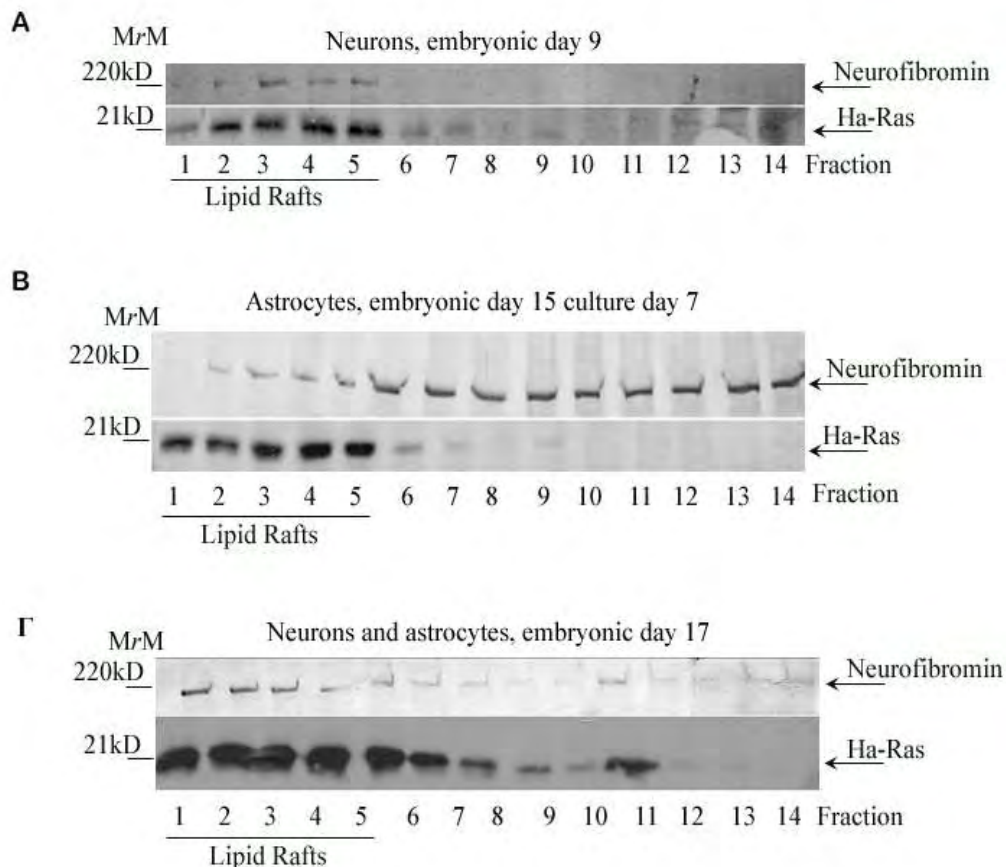 A
MrM
Neurons, embryonic day 9
220kD
Neurofibromin
21kD
Ha-Ras
1 2 3 4 5 6 7 8 9 10 11 12 13 14 Fraction
Lipid Rafts
B
MrM
Astrocytes, embryonic day 15 culture day 7
220kD
Neurofibromin
21kD
Ha-Ras
1 2 3 4 5 6 7 8 9 10 11 12 13 14 Fraction
Lipid Rafts
Γ
MrM
Neurons and astrocytes, embryonic day 17
220kD
Neurofibromin
21kD
Ha-Ras
1 2 3 4 5 6 7 8 9 10 11 12 13 14 Fraction
Lipid Rafts